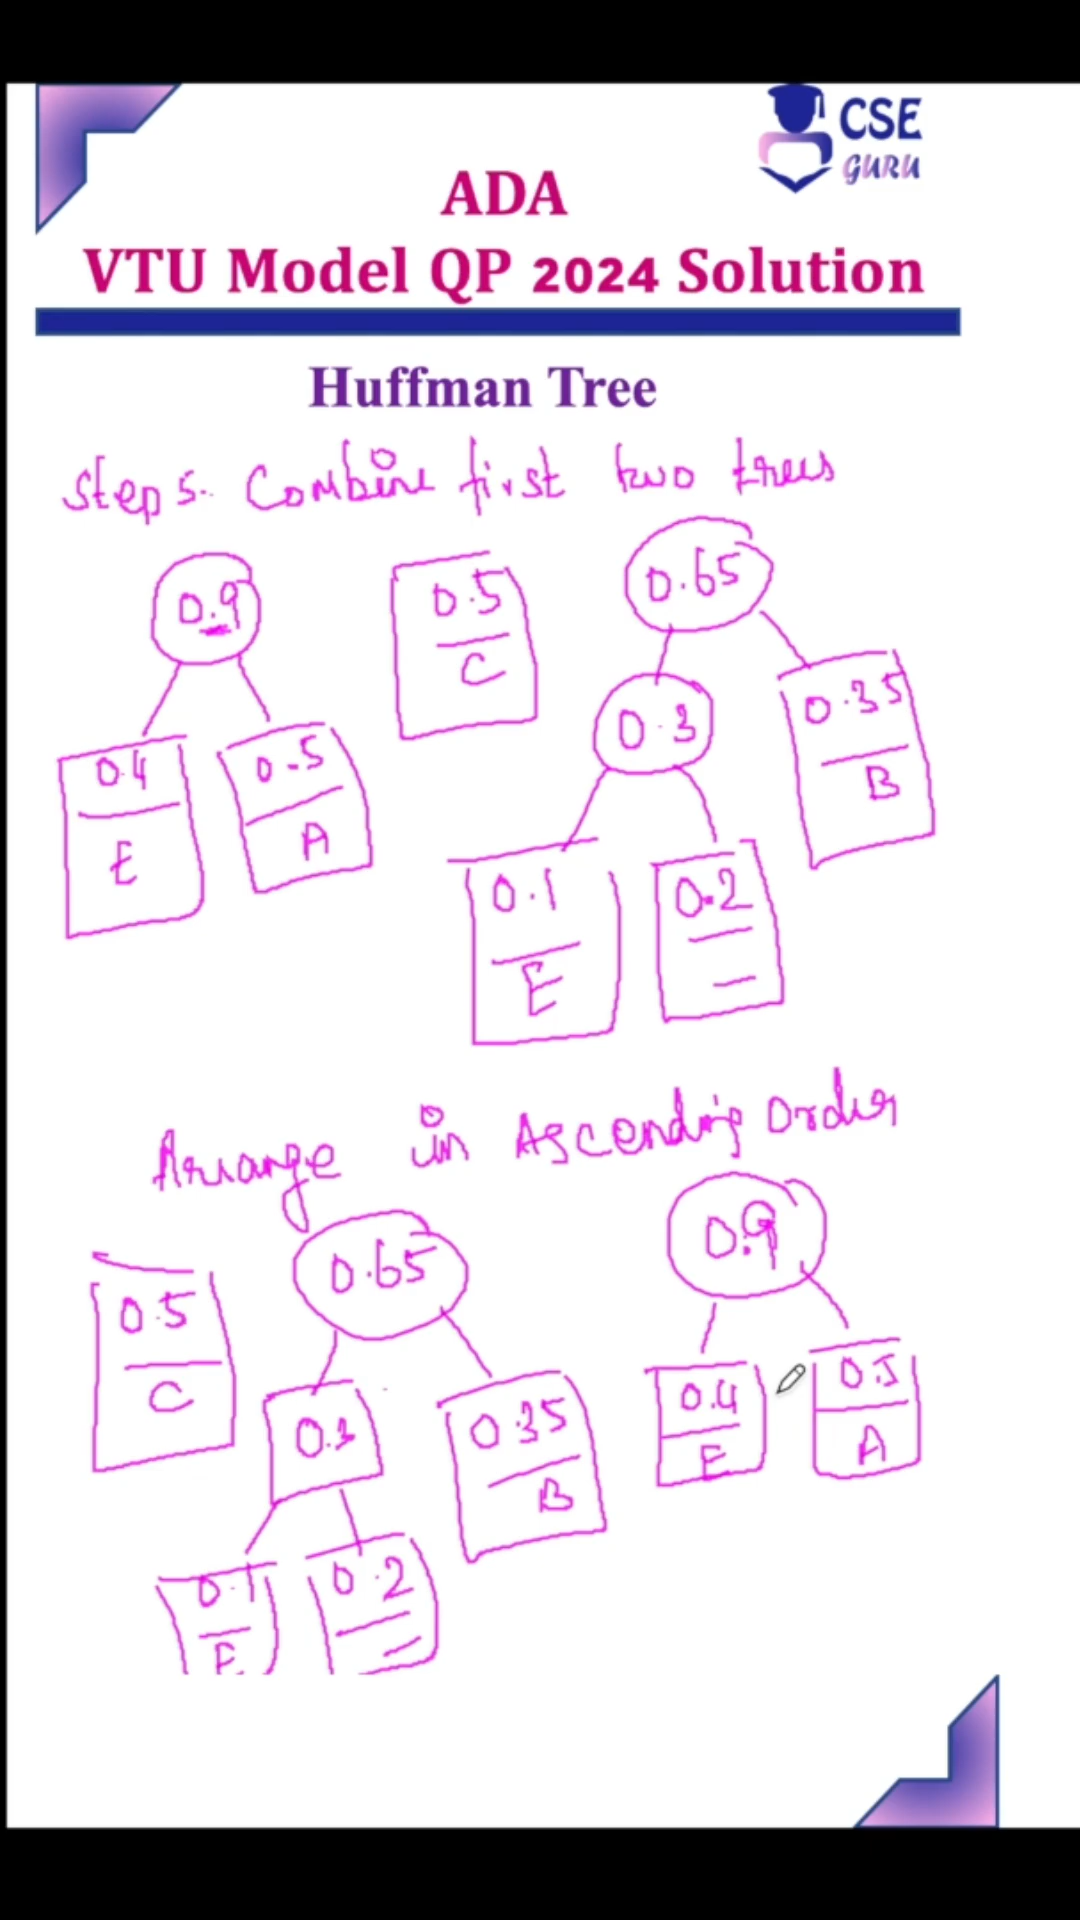 CSE
GURU
ADA
VTU Model QP 2024 Solution
Huffman Tree
Step 5. Combine first two trees
0.9
0.5
C
0.65
0.4
E
0.5
A
0.3
0.35
B
0.1
E
0.2
—
Arrange in Ascending Order
0.5
C
0.65
0.9
0.3
0.35
B
0.4
E
0.5
A
0.1
E
0.2
—